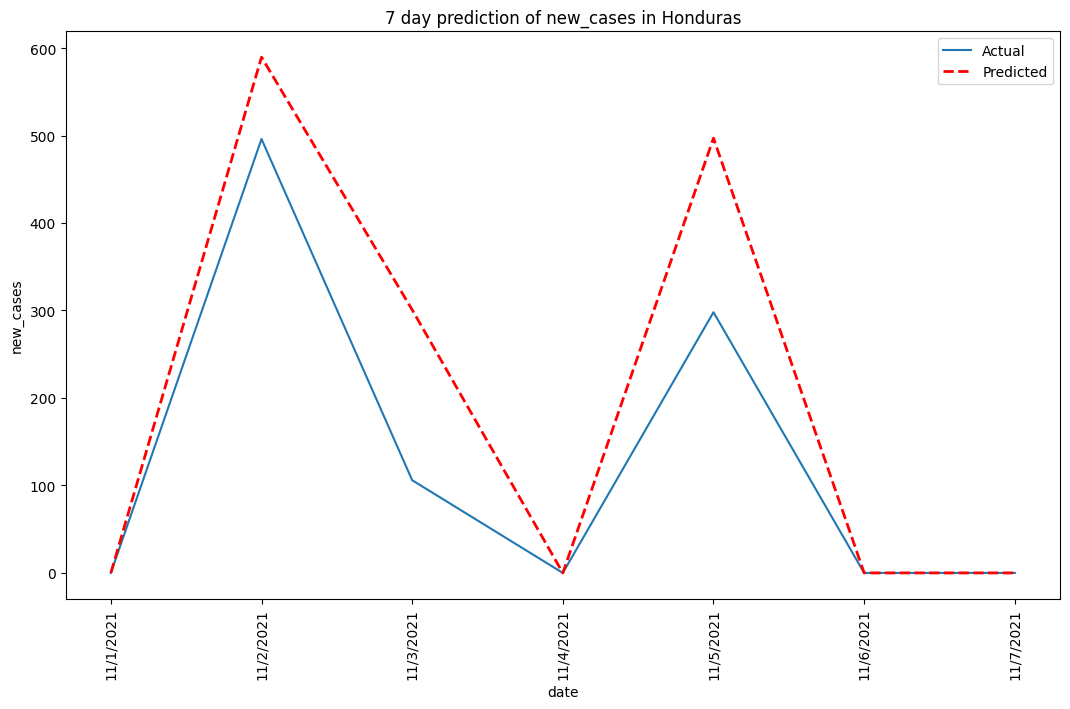 7 day prediction of new_cases in Honduras
Actual
Predicted
600
500
400
300
200
100
0
new_cases
11/1/2021
11/2/2021
11/3/2021
11/4/2021
11/5/2021
11/6/2021
11/7/2021
date